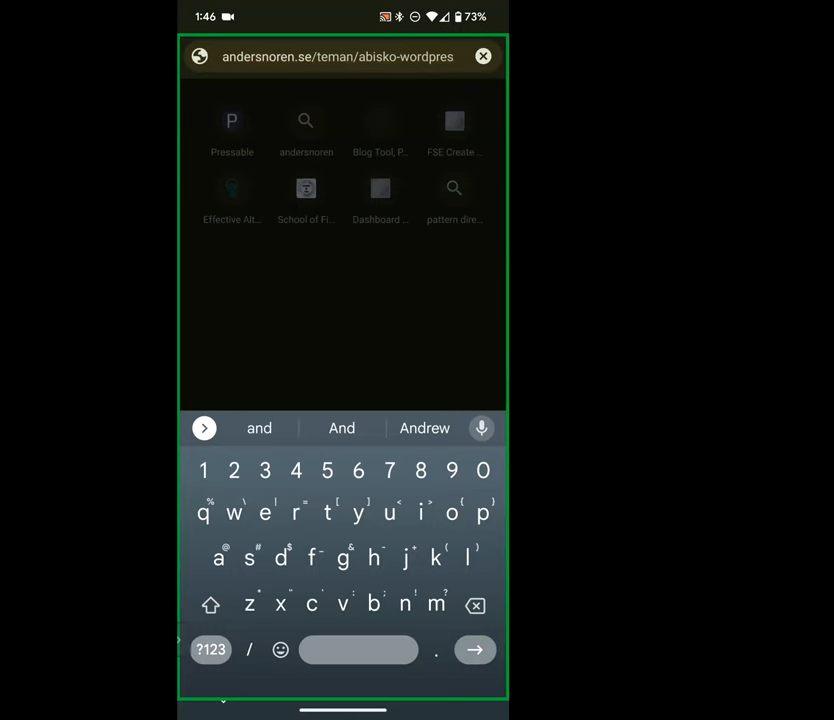 1:46 73%
andersnoren.se/teman/abisko-wordpres
Pressable andersnoren Blog Tool, P... FSE Create ...
Effective Alt... School of Fi... Dashboard ... pattern dire...
and And Andrew
1 2 3 4 5 6 7 8 9 0
% \ | = [ ] < > { }
q w e r t y u i o p
@ # $ _ & - + ( )
a s d f g h j k l
* " ' : ; ! ?
z x c v b n m
?123 / .